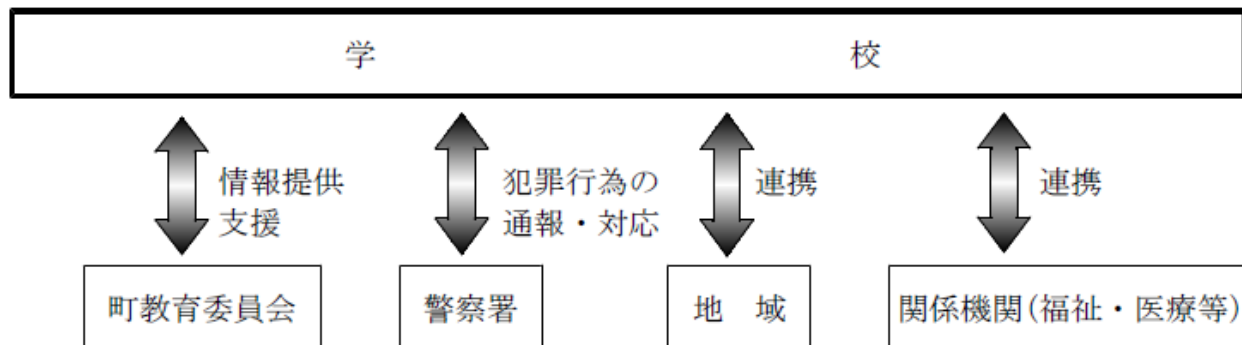 学 校
情報提供
支援
犯罪行為の
通報・対応
連携
連携
町教育委員会
警察署
地 域
関係機関(福祉・医療等)